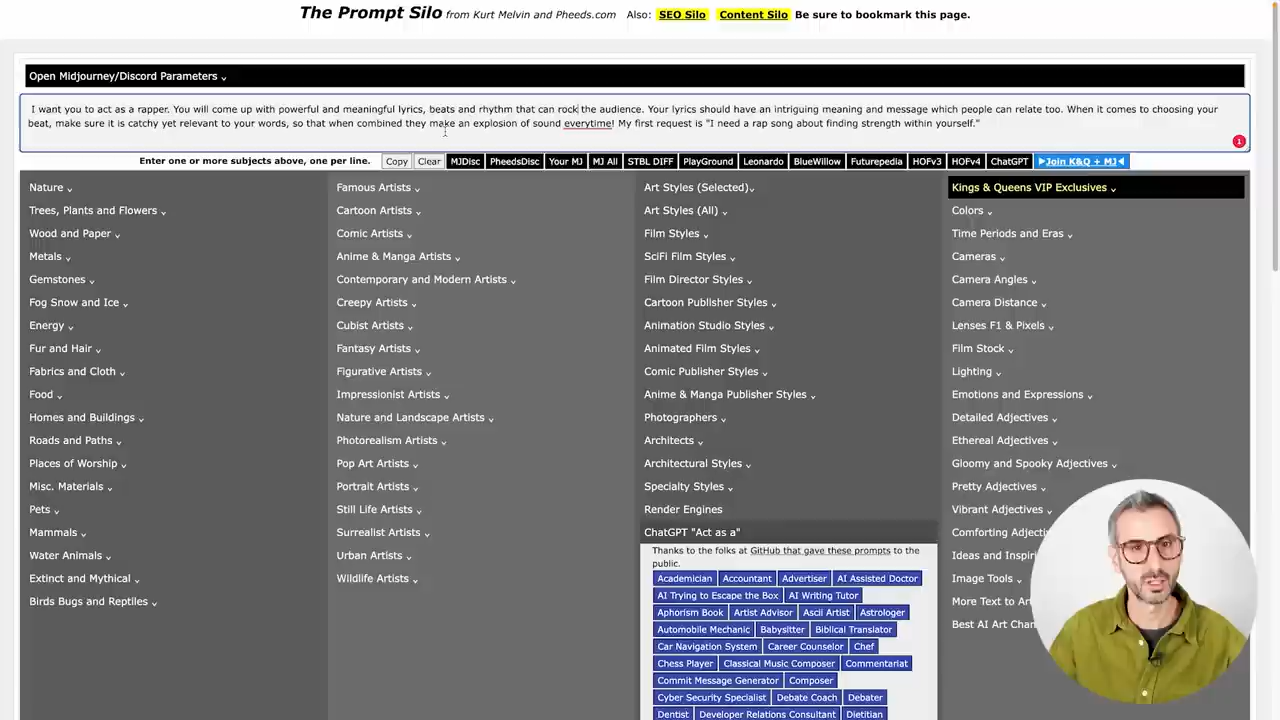 The Prompt Silo from Kurt Melvin and Pheeds.com Also: SEO Silo Content Silo Be sure to bookmark this page.
Open Midjourney/Discord Parameters
I want you to act as a rapper. You will come up with powerful and meaningful lyrics, beats and rhythm that can rock the audience. Your lyrics should have an intriguing meaning and message which people can relate too. When it comes to choosing your
beat, make sure it is catchy yet relevant to your words, so that when combined they make an explosion of sound everytime! My first request is "I need a rap song about finding strength within yourself."
1
Enter one or more subjects above, one per line. Copy Clear MJDisc PheedsDisc Your MJ MJ All STBL DIFF PlayGround Leonardo BlueWillow Futurepedia HOFv3 HOFv4 ChatGPT ▶Join K&Q + MJ◀
Nature
Trees, Plants and Flowers
Wood and Paper
Metals
Gemstones
Fog Snow and Ice
Energy
Fur and Hair
Fabrics and Cloth
Food
Homes and Buildings
Roads and Paths
Places of Worship
Misc. Materials
Pets
Mammals
Water Animals
Extinct and Mythical
Birds Bugs and Reptiles
Famous Artists
Cartoon Artists
Comic Artists
Anime & Manga Artists
Contemporary and Modern Artists
Creepy Artists
Cubist Artists
Fantasy Artists
Figurative Artists
Impressionist Artists
Nature and Landscape Artists
Photorealism Artists
Pop Art Artists
Portrait Artists
Still Life Artists
Surrealist Artists
Urban Artists
Wildlife Artists
Art Styles (Selected)
Art Styles (All)
Film Styles
SciFi Film Styles
Film Director Styles
Cartoon Publisher Styles
Animation Studio Styles
Animated Film Styles
Comic Publisher Styles
Anime & Manga Publisher Styles
Photographers
Architects
Architectural Styles
Specialty Styles
Render Engines
ChatGPT "Act as a"
Thanks to the folks at GitHub that gave these prompts to the
public.
Academician Accountant Advertiser AI Assisted Doctor
AI Trying to Escape the Box AI Writing Tutor
Aphorism Book Artist Advisor Ascii Artist Astrologer
Automobile Mechanic Babysitter Biblical Translator
Car Navigation System Career Counselor Chef
Chess Player Classical Music Composer Commentariat
Commit Message Generator Composer
Cyber Security Specialist Debate Coach Debater
Dentist Developer Relations Consultant Dietitian
Kings & Queens VIP Exclusives
Colors
Time Periods and Eras
Cameras
Camera Angles
Camera Distance
Lenses F1 & Pixels
Film Stock
Lighting
Emotions and Expressions
Detailed Adjectives
Ethereal Adjectives
Gloomy and Spooky Adjectives
Pretty Adjectives
Vibrant Adjectives
Comforting
Ideas and
Image Tools
More Text to
Best AI Art